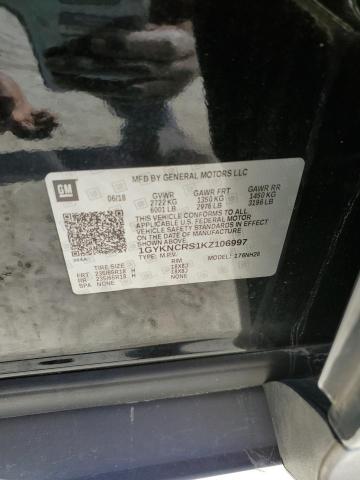 GM
MFD BY GENERAL MOTORS LLC
06/18
GVWR GAWR FRT GAWR RR
2722 KG 1350 KG 1450 KG
6001 LB 2976 LB 3196 LB
THIS VEHICLE CONFORMS TO ALL APPLICABLE
U.S. FEDERAL MOTOR VEHICLE SAFETY AND THEFT
PREVENTION STANDARDS IN EFFECT ON THE DATE
OF MANUFACTURE SHOWN ABOVE.
1GYKNCRS1KZ106997
TYPE: M.P.V. MODEL:
TIRE SIZE RIM
FRT 235/65R18 H 18X8J
RR 235/65R18 H 18X8J
SPA NONE NONE